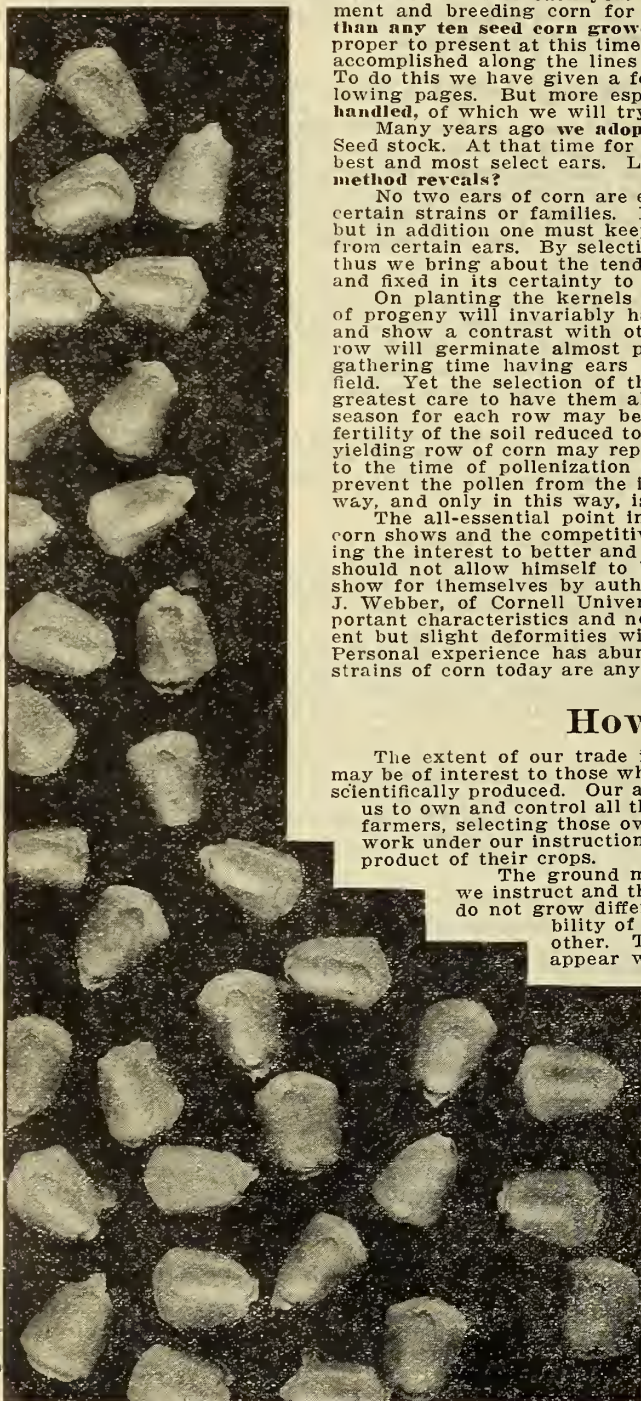 ment and breeding corn for
than any ten seed corn grow
proper to present at this time
accomplished along the lines
To do this we have given a fe
lowing pages. But more esp
handled, of which we will try
Many years ago we adop
Seed stock. At that time for
best and most select ears. L
method reveals?
No two ears of corn are e
certain strains or families.
but in addition one must kee
from certain ears. By selecti
thus we bring about the tend
and fixed in its certainty to
On planting the kernels
of progeny will invariably ha
and show a contrast with ot
row will germinate almost p
gathering time having ears
field. Yet the selection of th
greatest care to have them a
season for each row may be
fertility of the soil reduced to
yielding row of corn may rep
to the time of pollenization
prevent the pollen from the i
way, and only in this way, is
The all-essential point in
corn shows and the competitiv
ing the interest to better and
should not allow himself to
show for themselves by auth
J. Webber, of Cornell Univer
portant characteristics and no
ent but slight deformities wi
Personal experience has abun
strains of corn today are any
How
The extent of our trade i
may be of interest to those wh
scientifically produced. Our a
us to own and control all th
farmers, selecting those ov
work under our instruction
product of their crops.
The ground m
we instruct and th
do not grow diffe
bility of
other. T
appear w